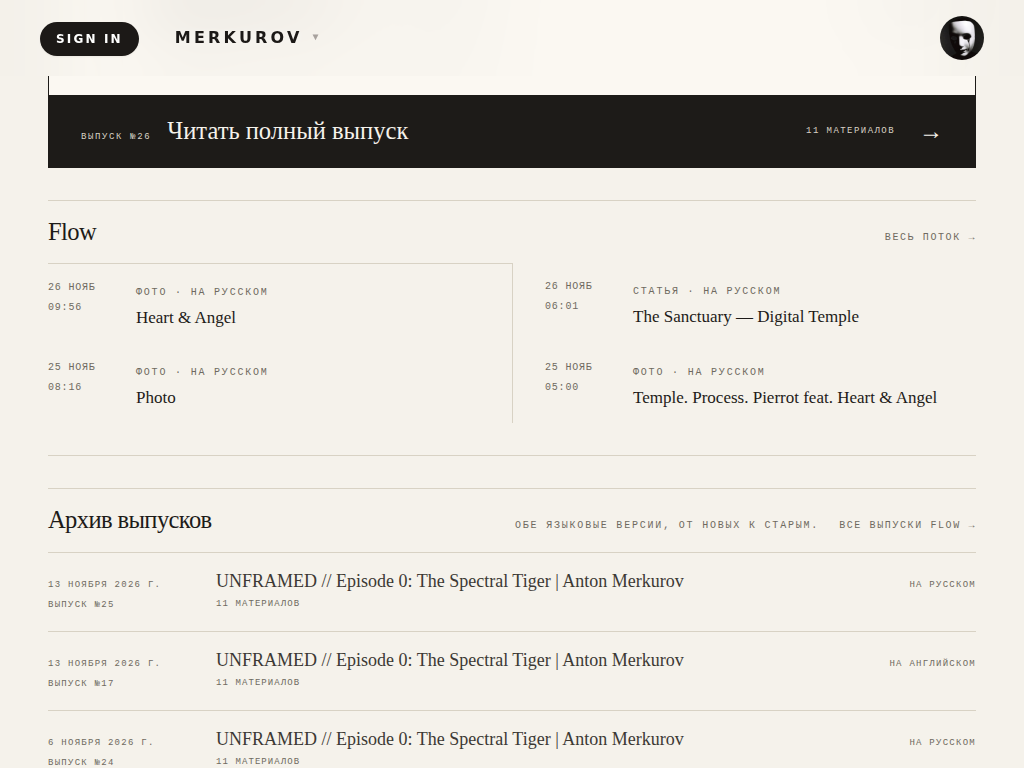 SIGN IN
MERKUROV ▼
ВЫПУСК №26 Читать полный выпуск 11 МАТЕРИАЛОВ →
Flow ВЕСЬ ПОТОК →
26 НОЯБ
09:56
ФОТО · НА РУССКОМ
Heart & Angel
26 НОЯБ
06:01
СТАТЬЯ · НА РУССКОМ
The Sanctuary — Digital Temple
25 НОЯБ
08:16
ФОТО · НА РУССКОМ
Photo
25 НОЯБ
05:00
ФОТО · НА РУССКОМ
Temple. Process. Pierrot feat. Heart & Angel
Архив выпусков ОБЕ ЯЗЫКОВЫЕ ВЕРСИИ, ОТ НОВЫХ К СТАРЫМ. ВСЕ ВЫПУСКИ FLOW →
13 НОЯБРЯ 2026 Г.
ВЫПУСК №25
UNFRAMED // Episode 0: The Spectral Tiger | Anton Merkurov
11 МАТЕРИАЛОВ
НА РУССКОМ
13 НОЯБРЯ 2026 Г.
ВЫПУСК №17
UNFRAMED // Episode 0: The Spectral Tiger | Anton Merkurov
11 МАТЕРИАЛОВ
НА АНГЛИЙСКОМ
6 НОЯБРЯ 2026 Г.
ВЫПУСК №24
UNFRAMED // Episode 0: The Spectral Tiger | Anton Merkurov
11 МАТЕРИАЛОВ
НА РУССКОМ